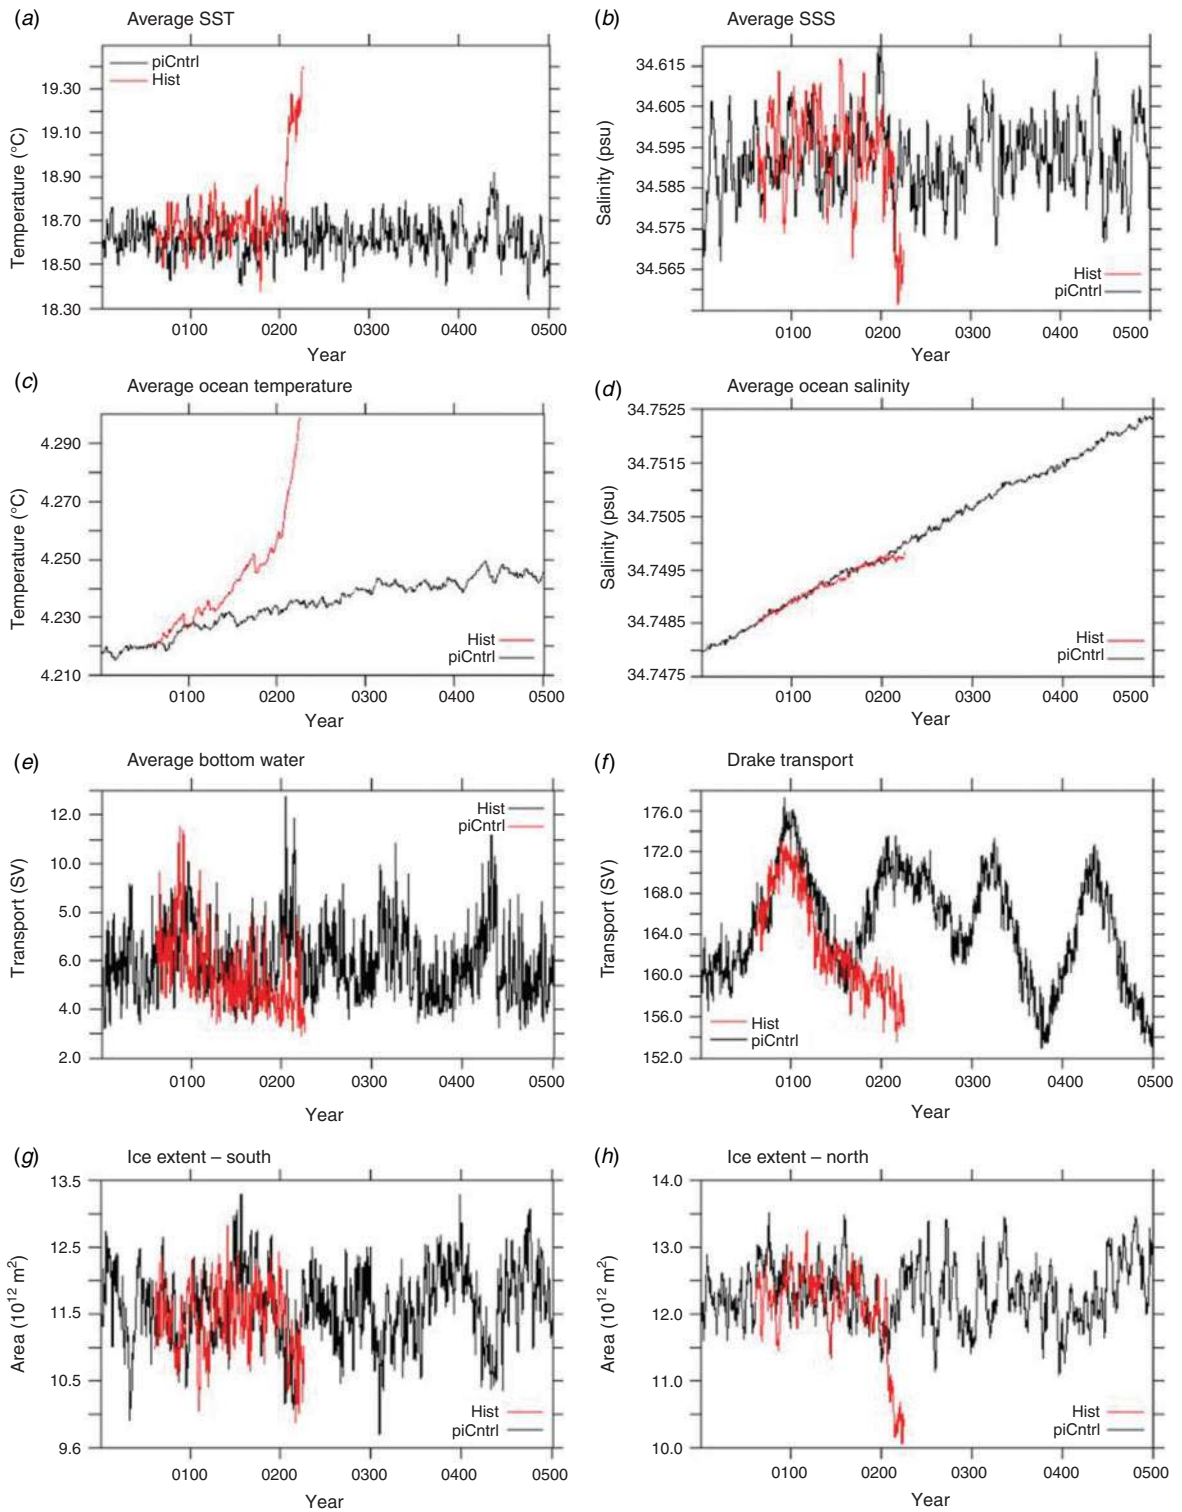 (a) Average SST
piCntrl
Hist
19.30
19.10
18.90
18.70
18.50
18.30
Temperature (°C)
0100 0200 0300 0400 0500
Year
(b) Average SSS
34.615
34.605
34.595
34.585
34.575
34.565
Salinity (psu)
Hist
piCntrl
0100 0200 0300 0400 0500
Year
(c) Average ocean temperature
4.290
4.270
4.250
4.230
4.210
Temperature (°C)
Hist
piCntrl
0100 0200 0300 0400 0500
Year
(d) Average ocean salinity
34.7525
34.7515
34.7505
34.7495
34.7485
34.7475
Salinity (psu)
Hist
piCntrl
0100 0200 0300 0400 0500
Year
(e) Average bottom water
Hist
piCntrl
12.0
10.0
5.0
6.0
4.0
2.0
Transport (SV)
0100 0200 0300 0400 0500
Year
(f) Drake transport
176.0
172.0
168.0
164.0
160.0
156.0
152.0
Transport (SV)
Hist
piCntrl
0100 0200 0300 0400 0500
Year
(g) Ice extent – south
13.5
12.5
11.5
10.5
9.6
Area (10¹² m²)
Hist
piCntrl
0100 0200 0300 0400 0500
Year
(h) Ice extent – north
14.0
13.0
12.0
11.0
10.0
Area (10¹² m²)
Hist
piCntrl
0100 0200 0300 0400 0500
Year